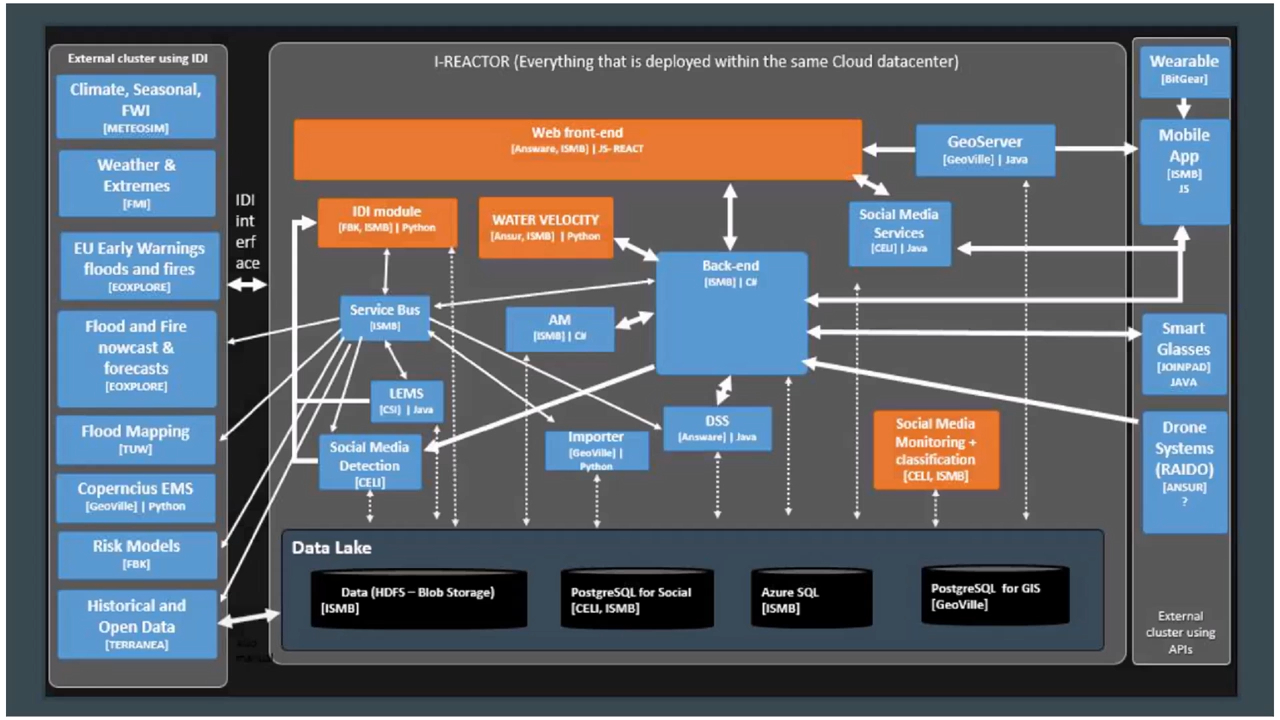 External cluster using IDI
Climate, Seasonal,
FWI
[METEOSIM]
Weather &
Extremes
[FMI]
EU Early Warnings
floods and fires
[EOXPLORE]
Flood and Fire
nowcast &
forecasts
[EOXPLORE]
Flood Mapping
[TUW]
Coperncius EMS
[GeoVille] | Python
Risk Models
[FBK]
Historical and
Open Data
[TERRANEA]
IDI
int
erf
ace
I-REACTOR (Everything that is deployed within the same Cloud datacenter)
Web front-end
[Answare, ISMB] | JS- REACT
GeoServer
[GeoVille] | Java
IDI module
[FBK, ISMB] | Python
WATER VELOCITY
[Ansur, ISMB] | Python
Social Media
Services
[CELI] | Java
Back-end
[ISMB] | C#
Service Bus
[ISMB]
AM
[ISMB] | C#
LEMS
[CSI] | Java
Social Media
Detection
[CELI]
Importer
[GeoVille] |
Python
DSS
[Answare] | Java
Social Media
Monitoring +
classification
[CELI, ISMB]
Data Lake
Data (HDFS – Blob Storage)
[ISMB]
PostgreSQL for Social
[CELI, ISMB]
Azure SQL
[ISMB]
PostgreSQL for GIS
[GeoVille]
Wearable
[BitGear]
Mobile
App
[ISMB]
JS
Smart
Glasses
[JOINPAD]
JAVA
Drone
Systems
(RAIDO)
[ANSUR]
?
External
cluster using
APIs